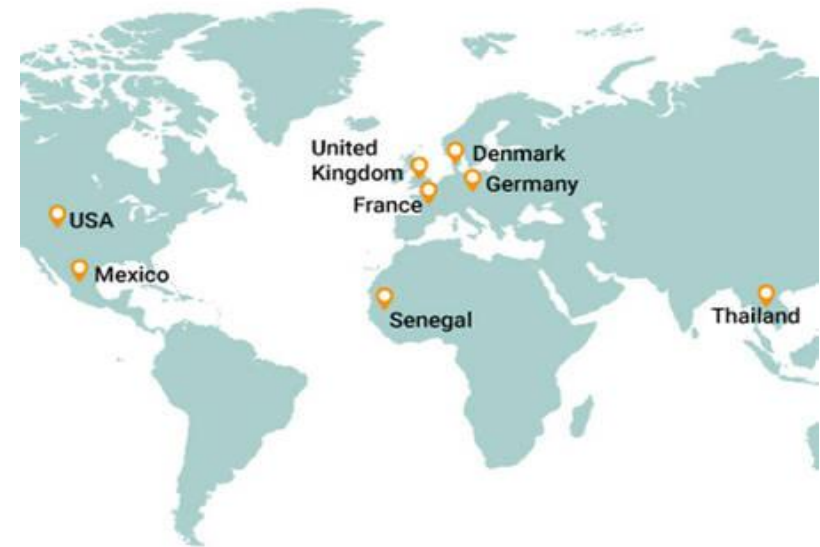 United
Kingdom
Denmark
Germany
France
USA
Mexico
Senegal
Thailand